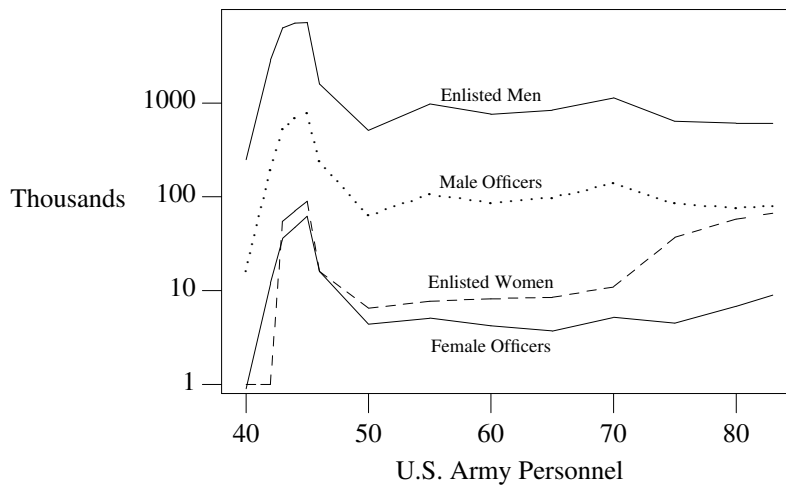 Enlisted Men
1000
Male Officers
Thousands
100
Enlisted Women
10
Female Officers
1
40 50 60 70 80
U.S. Army Personnel